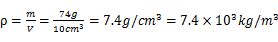 ρ = m/v = 74g/10cm³ = 7.4g/cm³ = 7.4 × 10³kg/m³